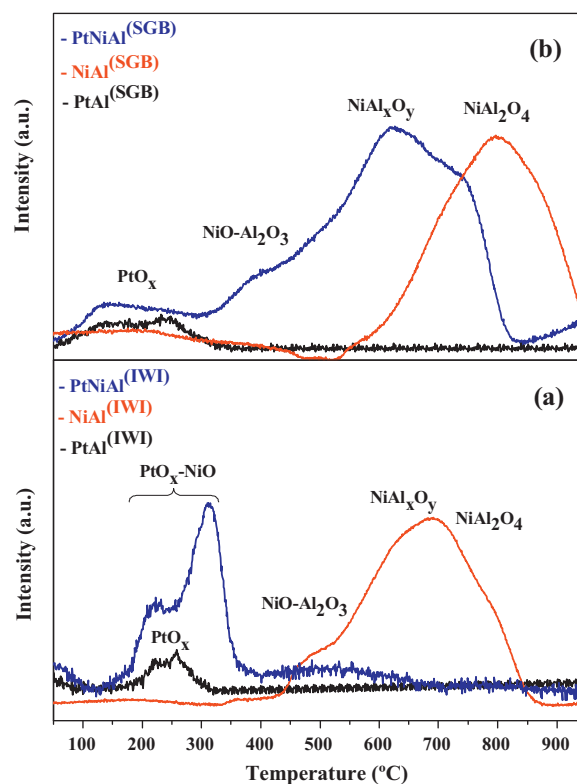 - PtNiAl(SGB)
- NiAl(SGB)
- PtAl(SGB)
(b)
NiAlxOy
NiAl2O4
NiO-Al2O3
PtOx
Intensity (a.u.)
- PtNiAl(IWI)
- NiAl(IWI)
- PtAl(IWI)
(a)
PtOx-NiO
NiAlxOy
NiAl2O4
NiO-Al2O3
PtOx
Intensity (a.u.)
100 200 300 400 500 600 700 800 900
Temperature (ºC)